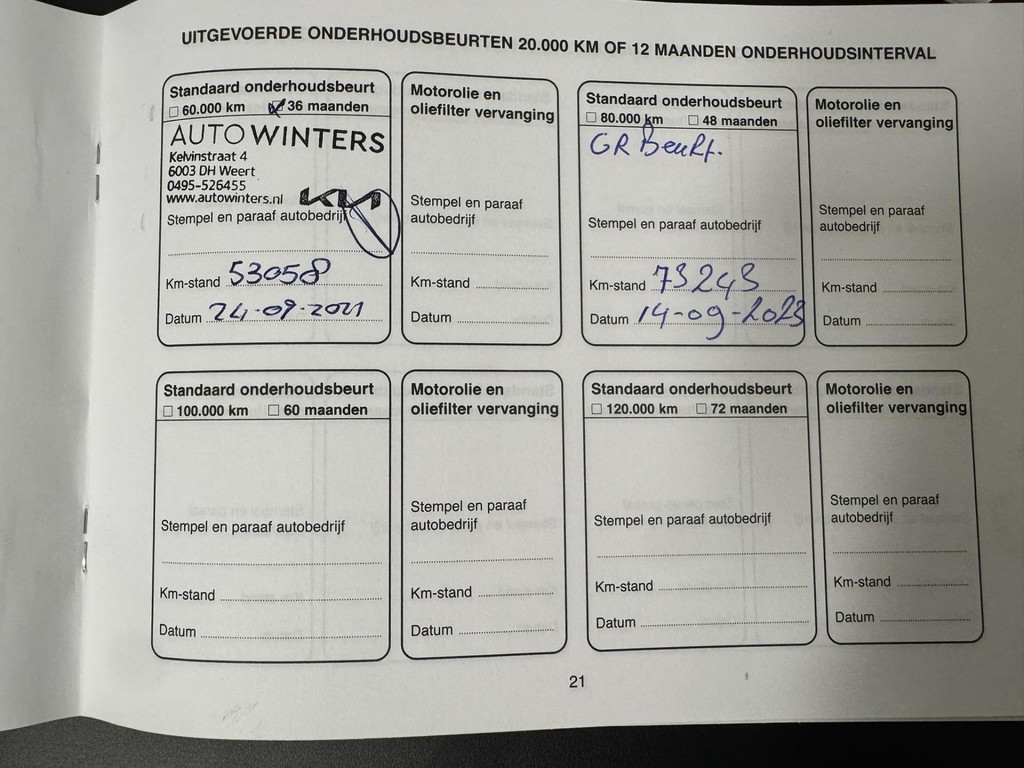 UITGEVOERDE ONDERHOUDSBEURTEN 20.000 KM OF 12 MAANDEN ONDERHOUDSINTERVAL
Standaard onderhoudsbeurt
60.000 km 36 maanden
AUTO WINTERS
Kelvinstraat 4
6003 DH Weert
0495-526455
www.autowinters.nl KIA
Stempel en paraaf autobedrijf
Km-stand 53058
Datum 24-09-2021
Motorolie en
oliefilter vervanging
Stempel en paraaf
autobedrijf
Km-stand
Datum
Standaard onderhoudsbeurt
80.000 km 48 maanden
GR Beurt.
Stempel en paraaf autobedrijf
Km-stand 73243
Datum 14-09-2023
Motorolie en
oliefilter vervanging
Stempel en paraaf
autobedrijf
Km-stand
Datum
Standaard onderhoudsbeurt
100.000 km 60 maanden
Stempel en paraaf autobedrijf
Km-stand
Datum
Motorolie en
oliefilter vervanging
Stempel en paraaf
autobedrijf
Km-stand
Datum
Standaard onderhoudsbeurt
120.000 km 72 maanden
Stempel en paraaf autobedrijf
Km-stand
Datum
Motorolie en
oliefilter vervanging
Stempel en paraaf
autobedrijf
Km-stand
Datum
21